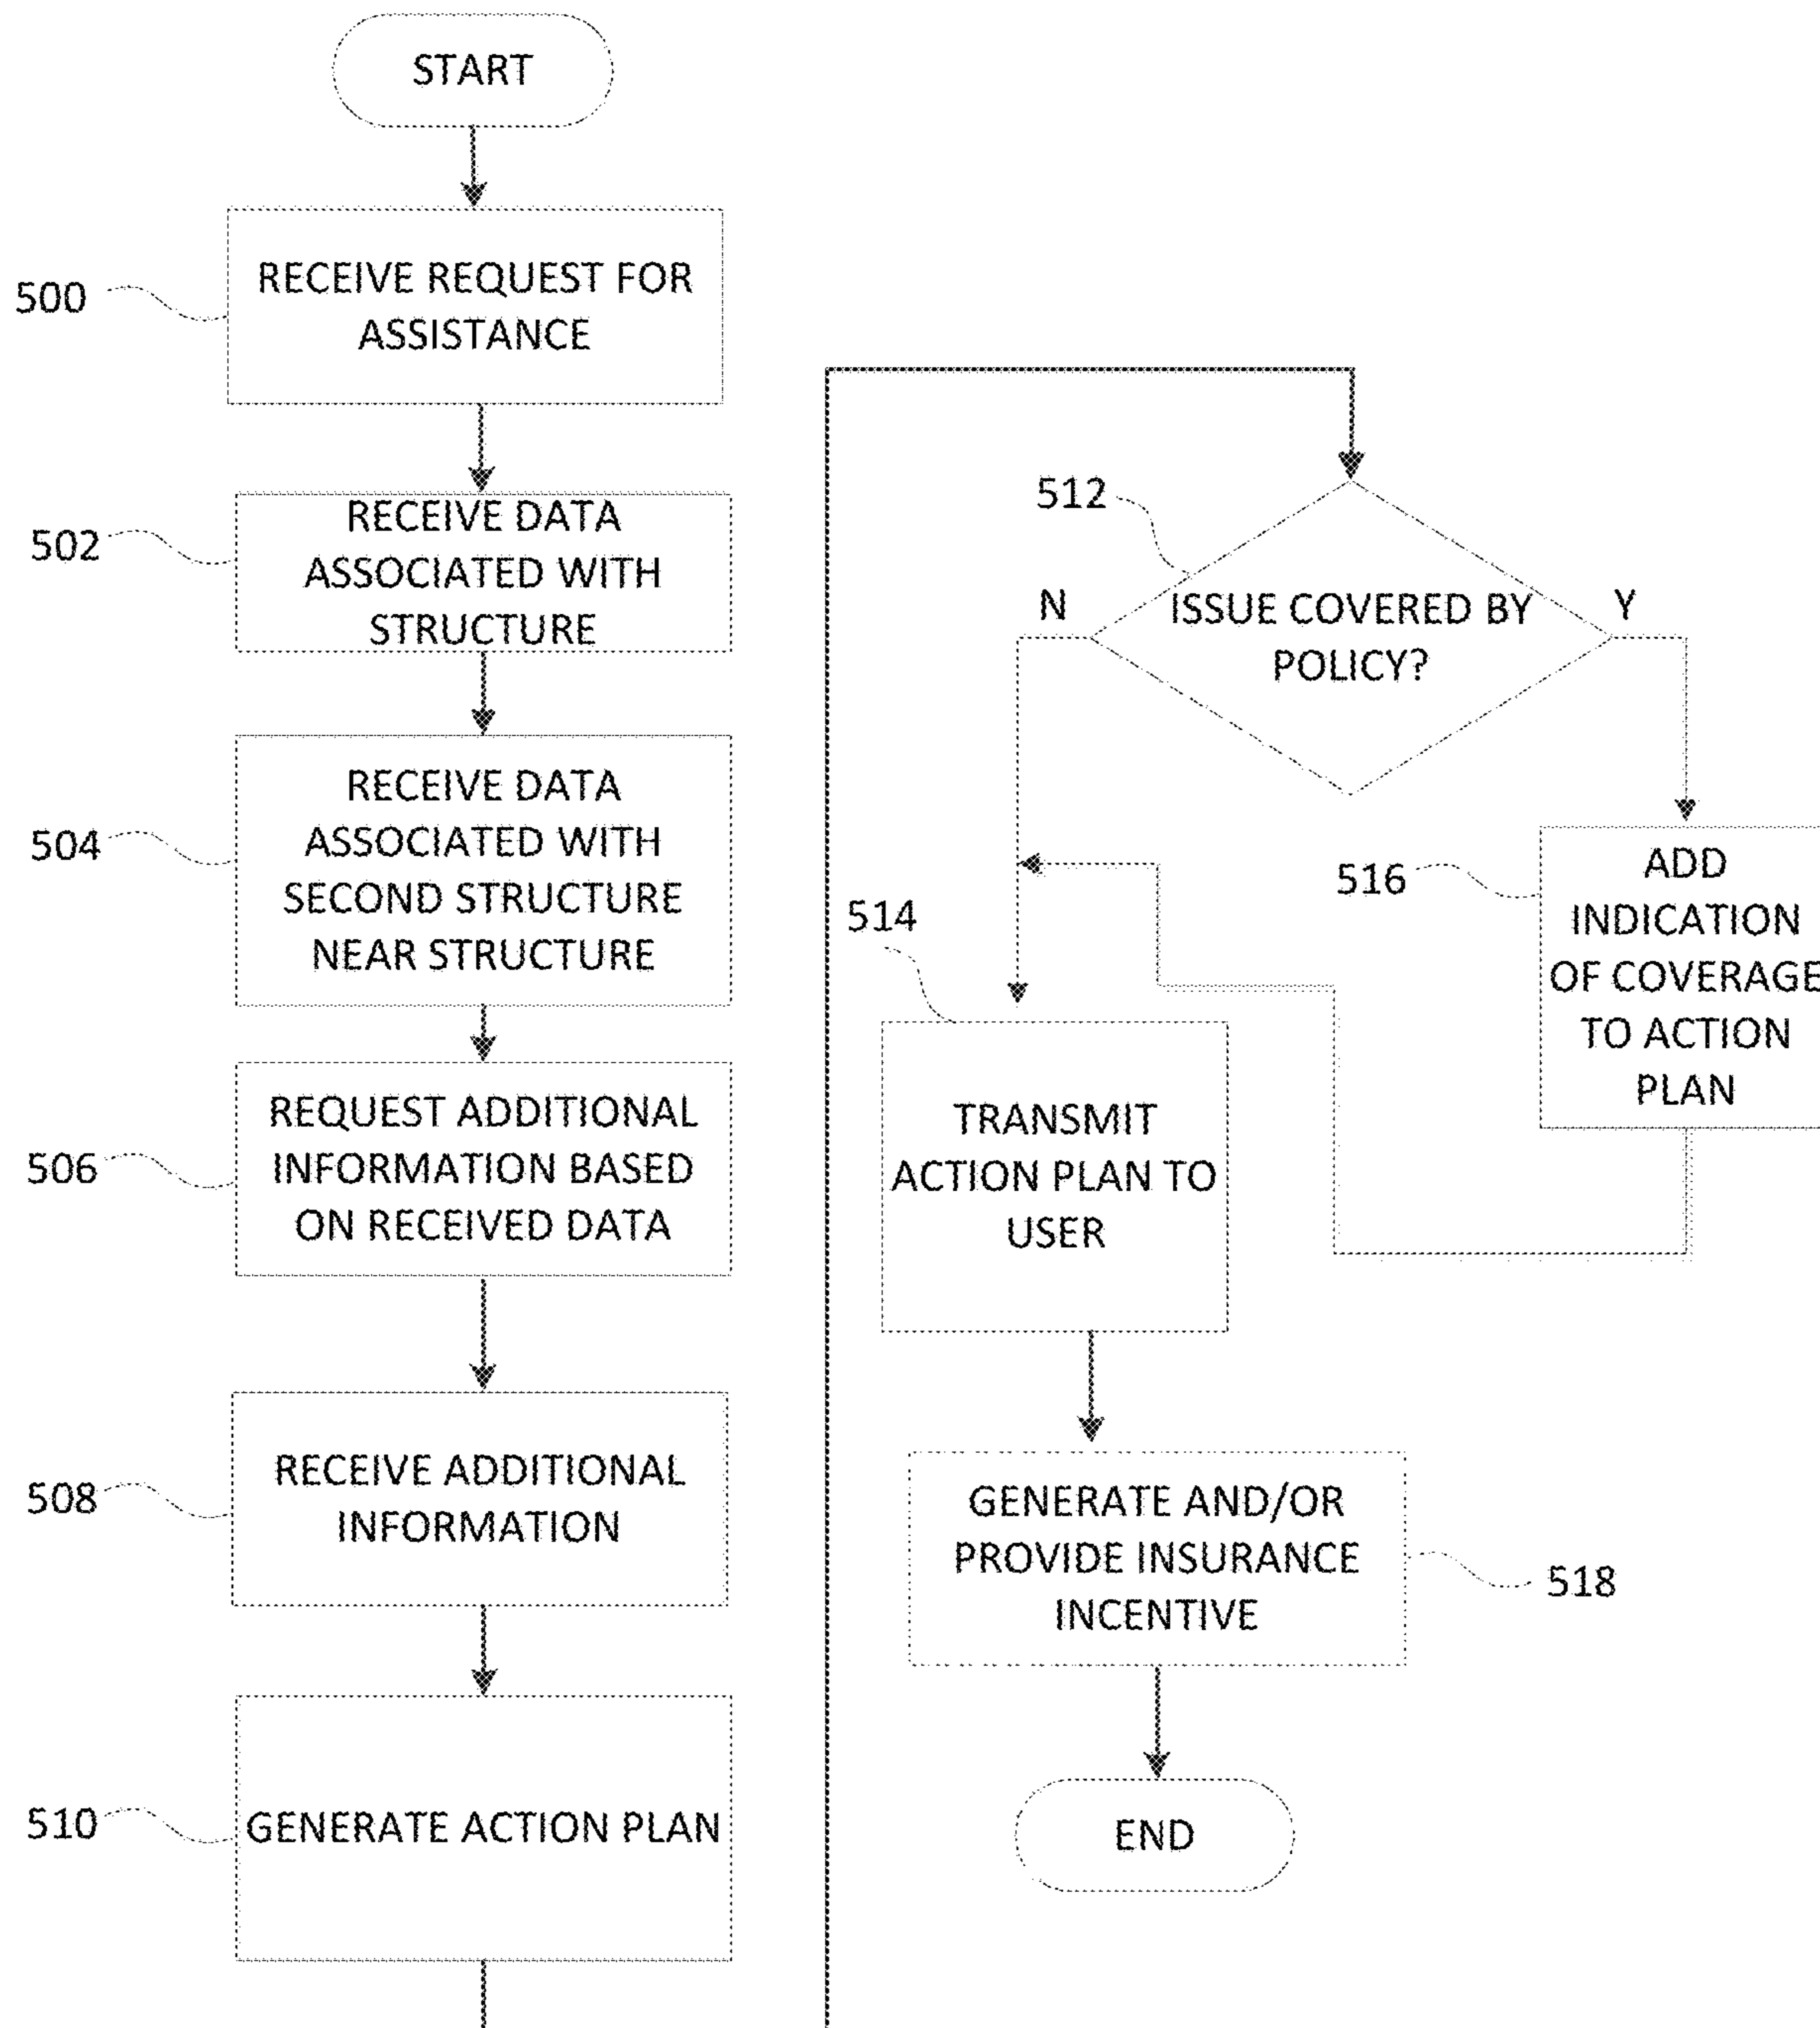 START
500
RECEIVE REQUEST FOR
ASSISTANCE
502
RECEIVE DATA
ASSOCIATED WITH
STRUCTURE
504
RECEIVE DATA
ASSOCIATED WITH
SECOND STRUCTURE
NEAR STRUCTURE
506
REQUEST ADDITIONAL
INFORMATION BASED
ON RECEIVED DATA
508
RECEIVE ADDITIONAL
INFORMATION
510
GENERATE ACTION PLAN
512
N
ISSUE COVERED BY
POLICY?
Y
514
TRANSMIT
ACTION PLAN TO
USER
516
ADD
INDICATION
OF COVERAGE
TO ACTION
PLAN
GENERATE AND/OR
PROVIDE INSURANCE
INCENTIVE
518
END